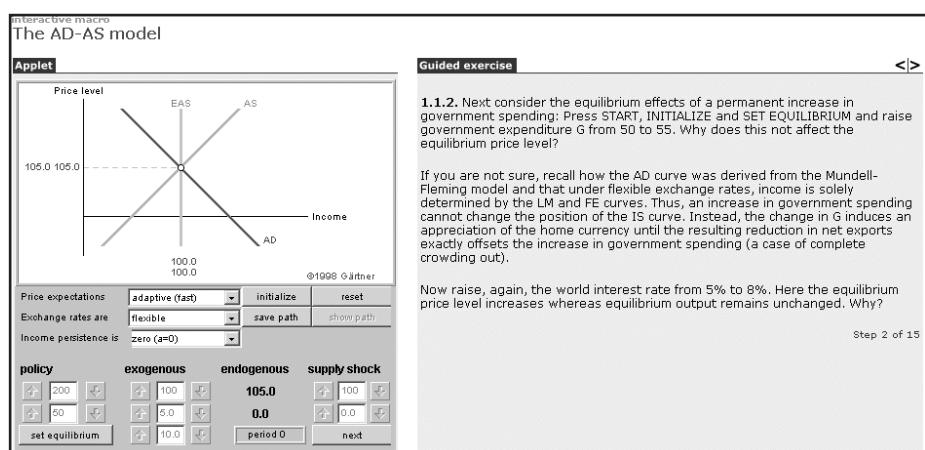 interactive macro
The AD-AS model
Applet
Price level
EAS
AS
105.0 105.0
Income
AD
100.0
100.0
©1998 Gärtner
Price expectations adaptive (fast) initialize reset
Exchange rates are flexible save path show path
Income persistence is zero (a=0)
policy exogenous endogenous supply shock
200 100 105.0 100
50 5.0 0.0 0.0
set equilibrium 10.0 period 0 next
Guided exercise <|>
1.1.2. Next consider the equilibrium effects of a permanent increase in
government spending: Press START, INITIALIZE and SET EQUILIBRIUM and raise
government expenditure G from 50 to 55. Why does this not affect the
equilibrium price level?
If you are not sure, recall how the AD curve was derived from the Mundell-
Fleming model and that under flexible exchange rates, income is solely
determined by the LM and FE curves. Thus, an increase in government spending
cannot change the position of the IS curve. Instead, the change in G induces an
appreciation of the home currency until the resulting reduction in net exports
exactly offsets the increase in government spending (a case of complete
crowding out).
Now raise, again, the world interest rate from 5% to 8%. Here the equilibrium
price level increases whereas equilibrium output remains unchanged. Why?
Step 2 of 15